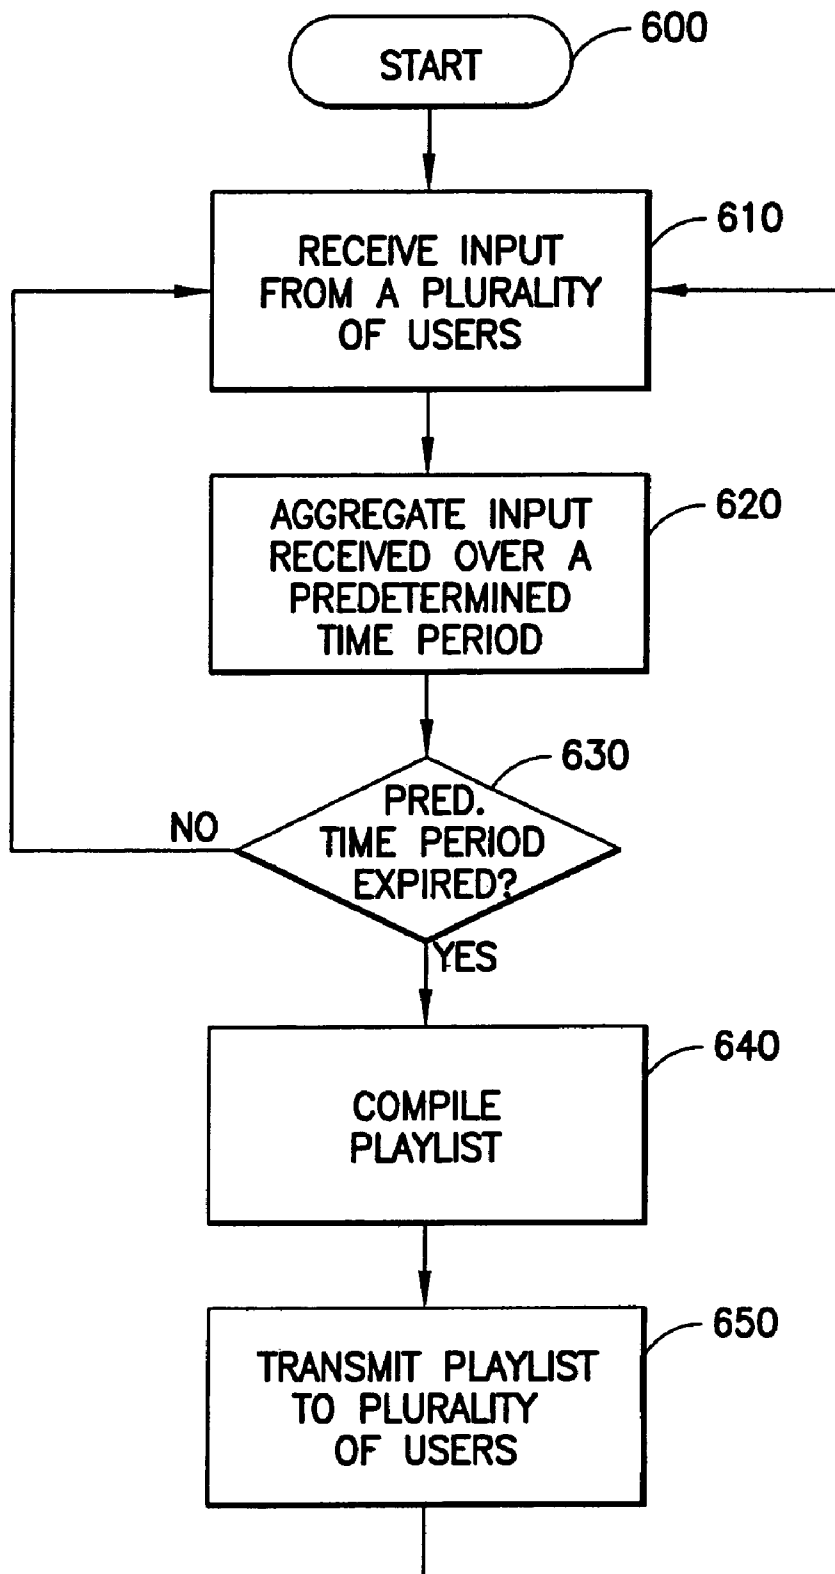 START
600
RECEIVE INPUT
FROM A PLURALITY
OF USERS
610
AGGREGATE INPUT
RECEIVED OVER A
PREDETERMINED
TIME PERIOD
620
630
PRED.
TIME PERIOD
EXPIRED?
NO
YES
COMPILE
PLAYLIST
640
TRANSMIT PLAYLIST
TO PLURALITY
OF USERS
650